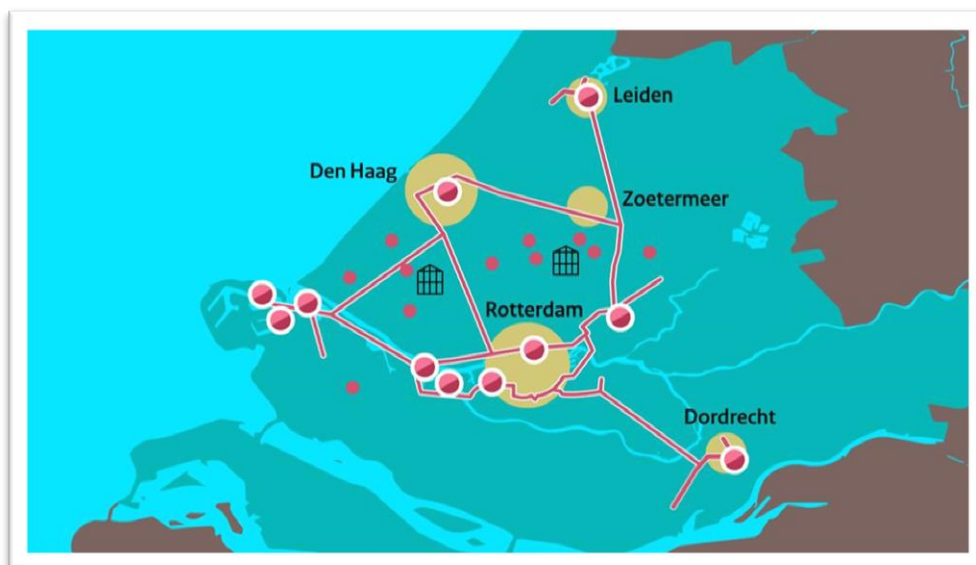 Leiden
Den Haag
Zoetermeer
Rotterdam
Dordrecht